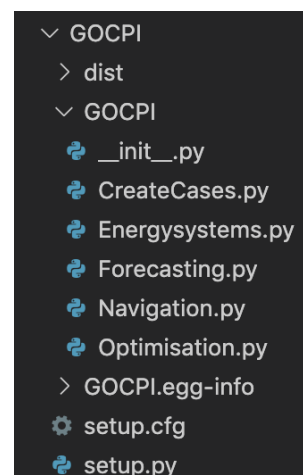 GOCPI
dist
GOCPI
__init__.py
CreateCases.py
Energysystems.py
Forecasting.py
Navigation.py
Optimisation.py
GOCPI.egg-info
setup.cfg
setup.py